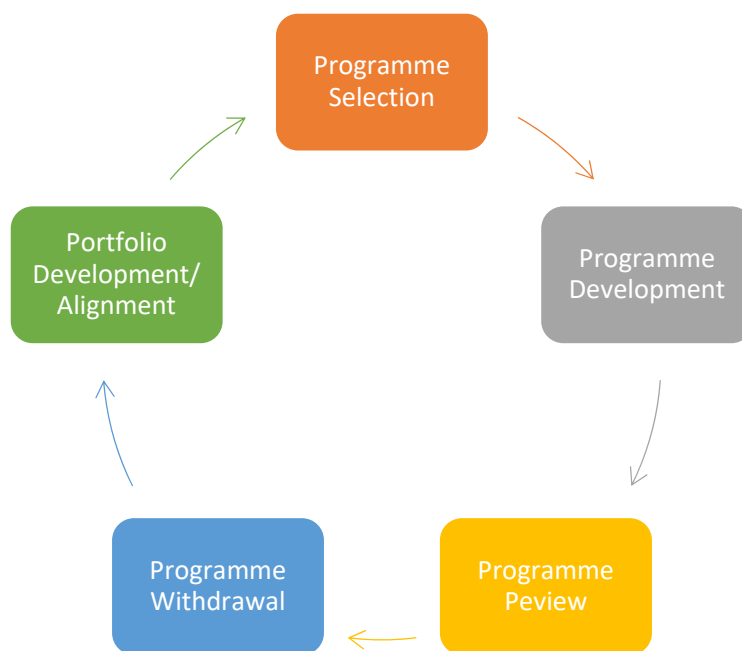 Programme
Selection
Programme
Development
Programme
Peview
Programme
Withdrawal
Portfolio
Development/
Alignment